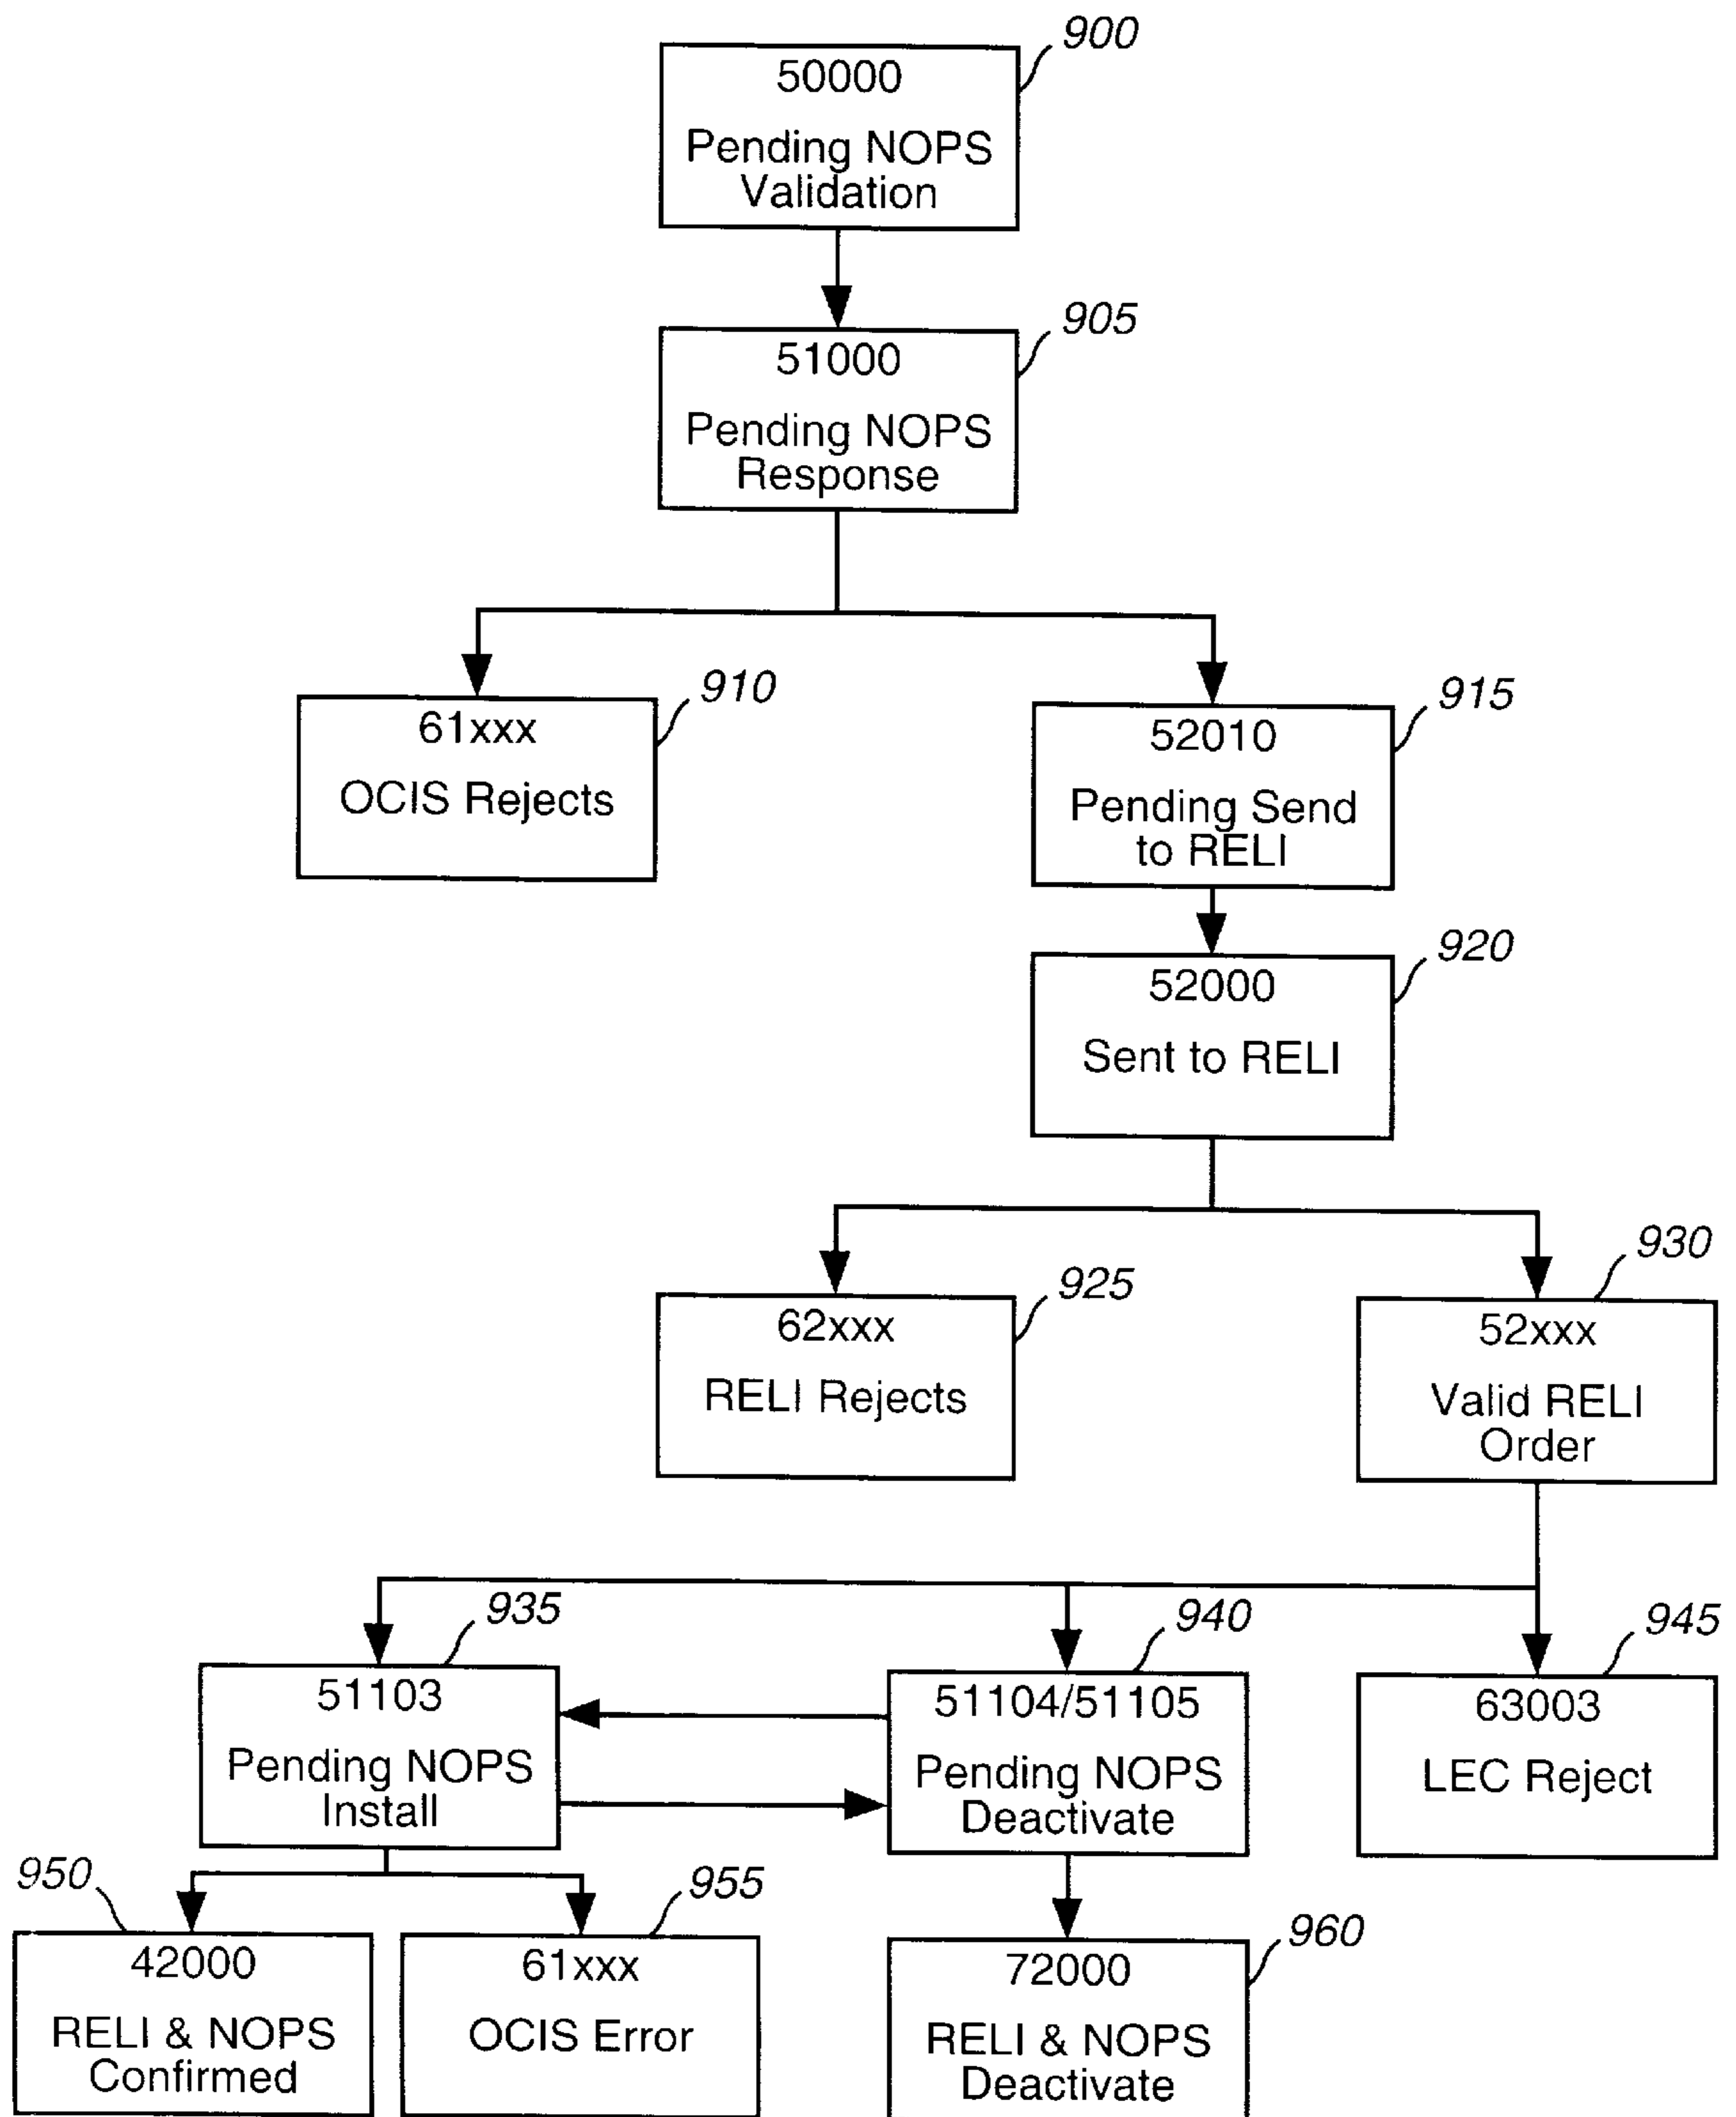 900
50000
Pending NOPS
Validation
905
51000
Pending NOPS
Response
910
61xxx
OCIS Rejects
915
52010
Pending Send
to RELI
920
52000
Sent to RELI
925
62xxx
RELI Rejects
930
52xxx
Valid RELI
Order
935
51103
Pending NOPS
Install
940
51104/51105
Pending NOPS
Deactivate
945
63003
LEC Reject
950
42000
RELI & NOPS
Confirmed
955
61xxx
OCIS Error
960
72000
RELI & NOPS
Deactivate